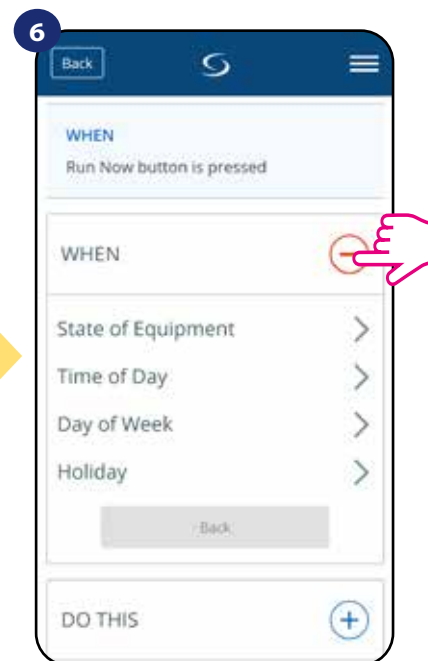 6
Back
WHEN
Run Now button is pressed
WHEN
State of Equipment
Time of Day
Day of Week
Holiday
Back
DO THIS